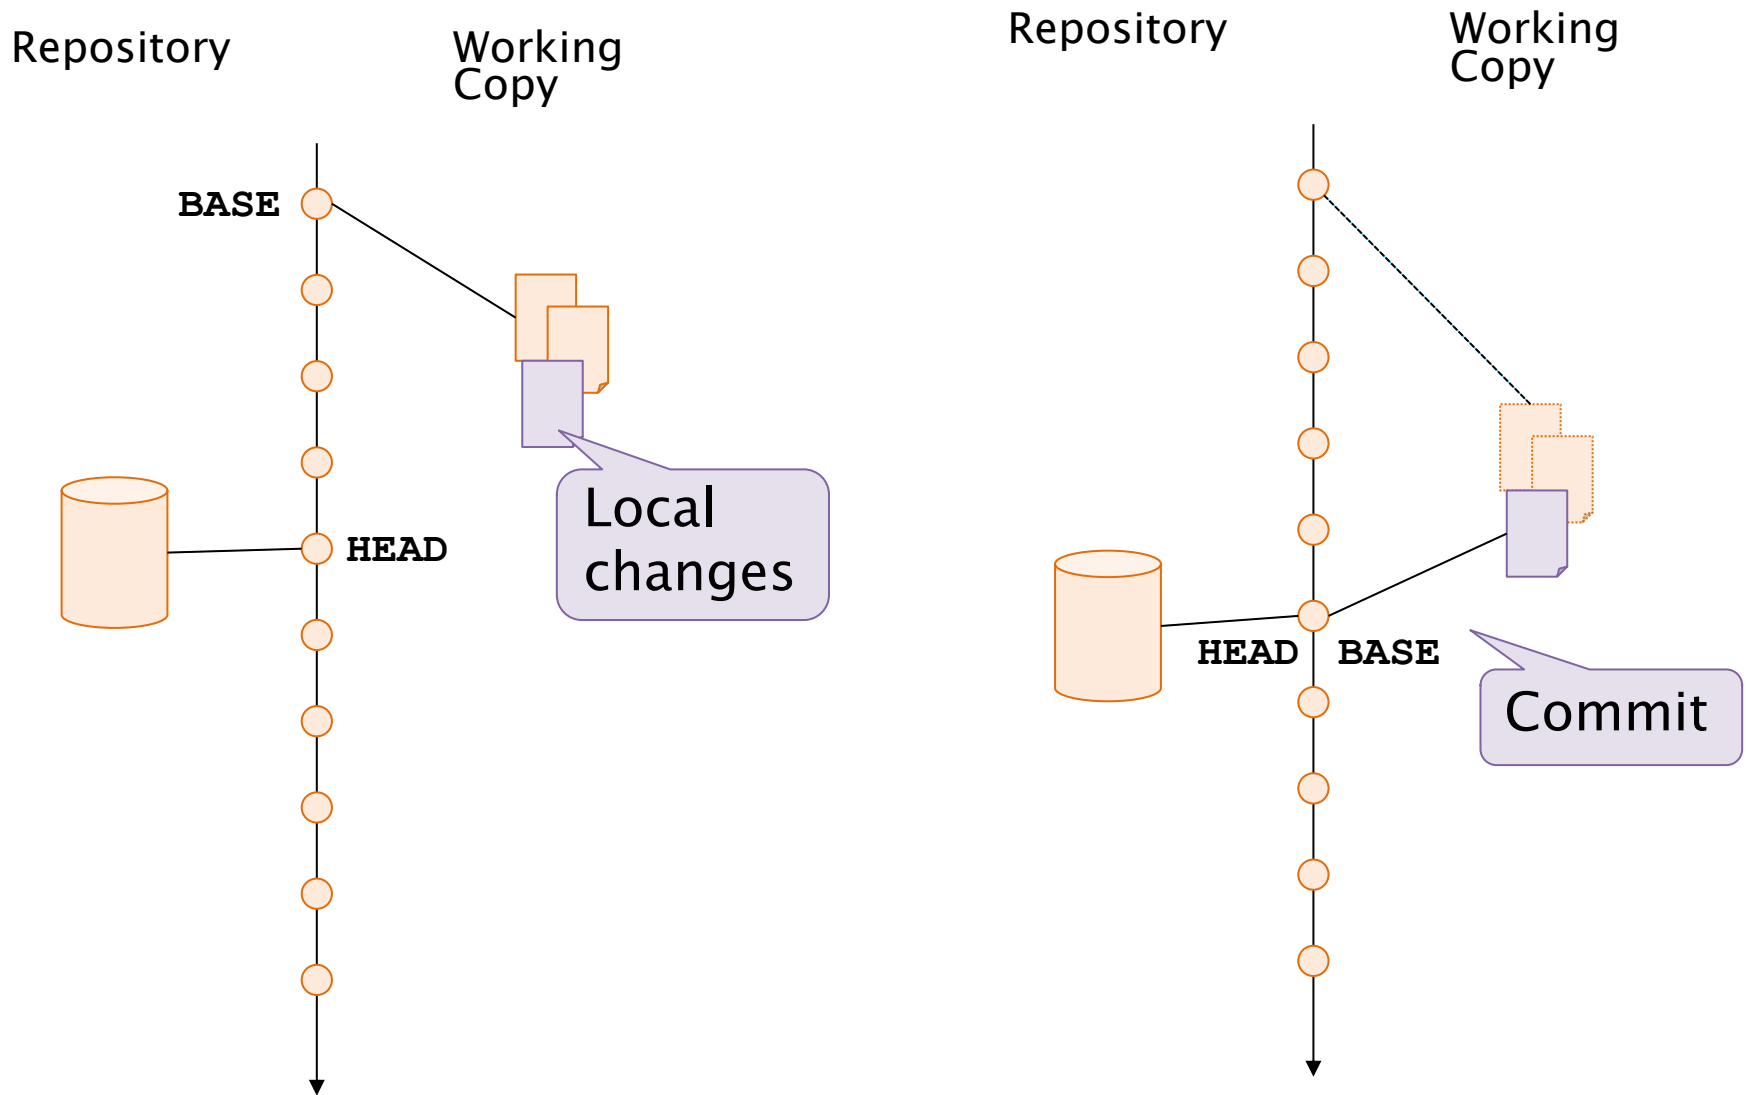 Repository
Working
Copy
BASE
HEAD
Local
changes
Repository
Working
Copy
HEAD
BASE
Commit